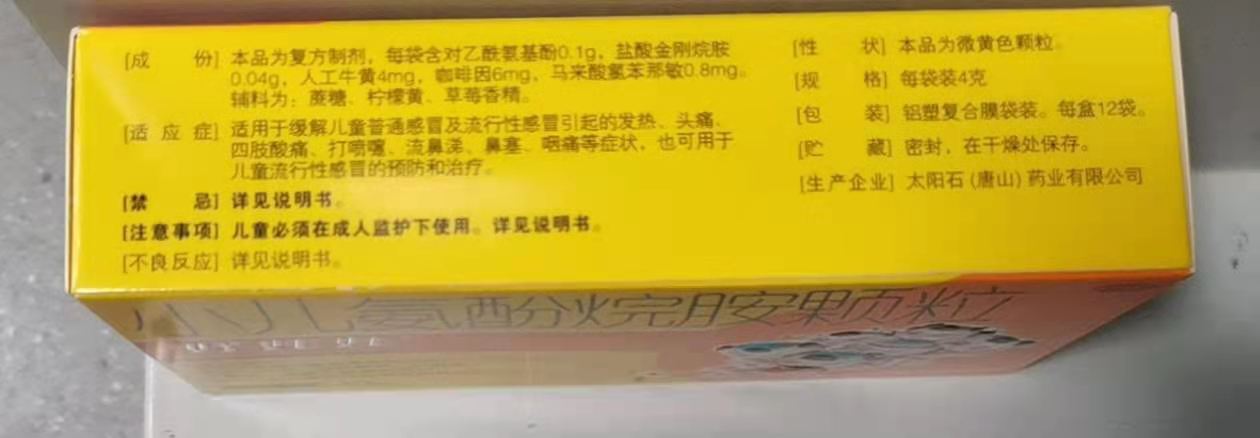 [成 份] 本品为复方制剂，每袋含对乙酰氨基酚0.1g，盐酸金刚烷胺
0.04g，人工牛黄4mg，咖啡因6mg，马来酸氯苯那敏0.8mg。
辅料为：蔗糖、柠檬黄、草莓香精。
[适应症] 适用于缓解儿童普通感冒及流行性感冒引起的发热、头痛、
四肢酸痛、打喷嚏、流鼻涕、鼻塞、咽痛等症状，也可用于
儿童流行性感冒的预防和治疗。
[禁 忌] 详见说明书。
[注意事项] 儿童必须在成人监护下使用。详见说明书。
[不良反应] 详见说明书。
[性 状] 本品为微黄色颗粒。
[规 格] 每袋装4克
[包 装] 铝塑复合膜袋装。每盒12袋。
[贮 藏] 密封，在干燥处保存。
[生产企业] 太阳石(唐山)药业有限公司
小儿氨酚烷胺颗粒